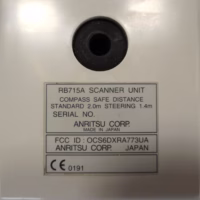 RB715A SCANNER UNIT
COMPASS SAFE DISTANCE
STANDARD 2.0m STEERING 1.4m
SERIAL NO.
ANRITSU CORP.
MADE IN JAPAN
FCC ID OCS6DXRA773UA
ANRITSU CORP. JAPAN
CE 0191